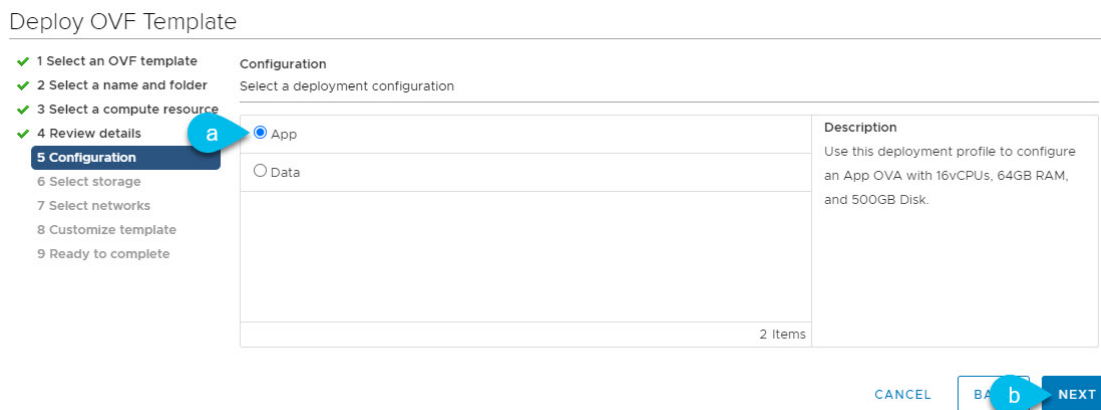 Deploy OVF Template
1 Select an OVF template
2 Select a name and folder
3 Select a compute resource
4 Review details
5 Configuration
6 Select storage
7 Select networks
8 Customize template
9 Ready to complete
Configuration
Select a deployment configuration
a
App
Data
2 Items
Description
Use this deployment profile to configure
an App OVA with 16vCPUs, 64GB RAM,
and 500GB Disk.
CANCEL
b
NEXT